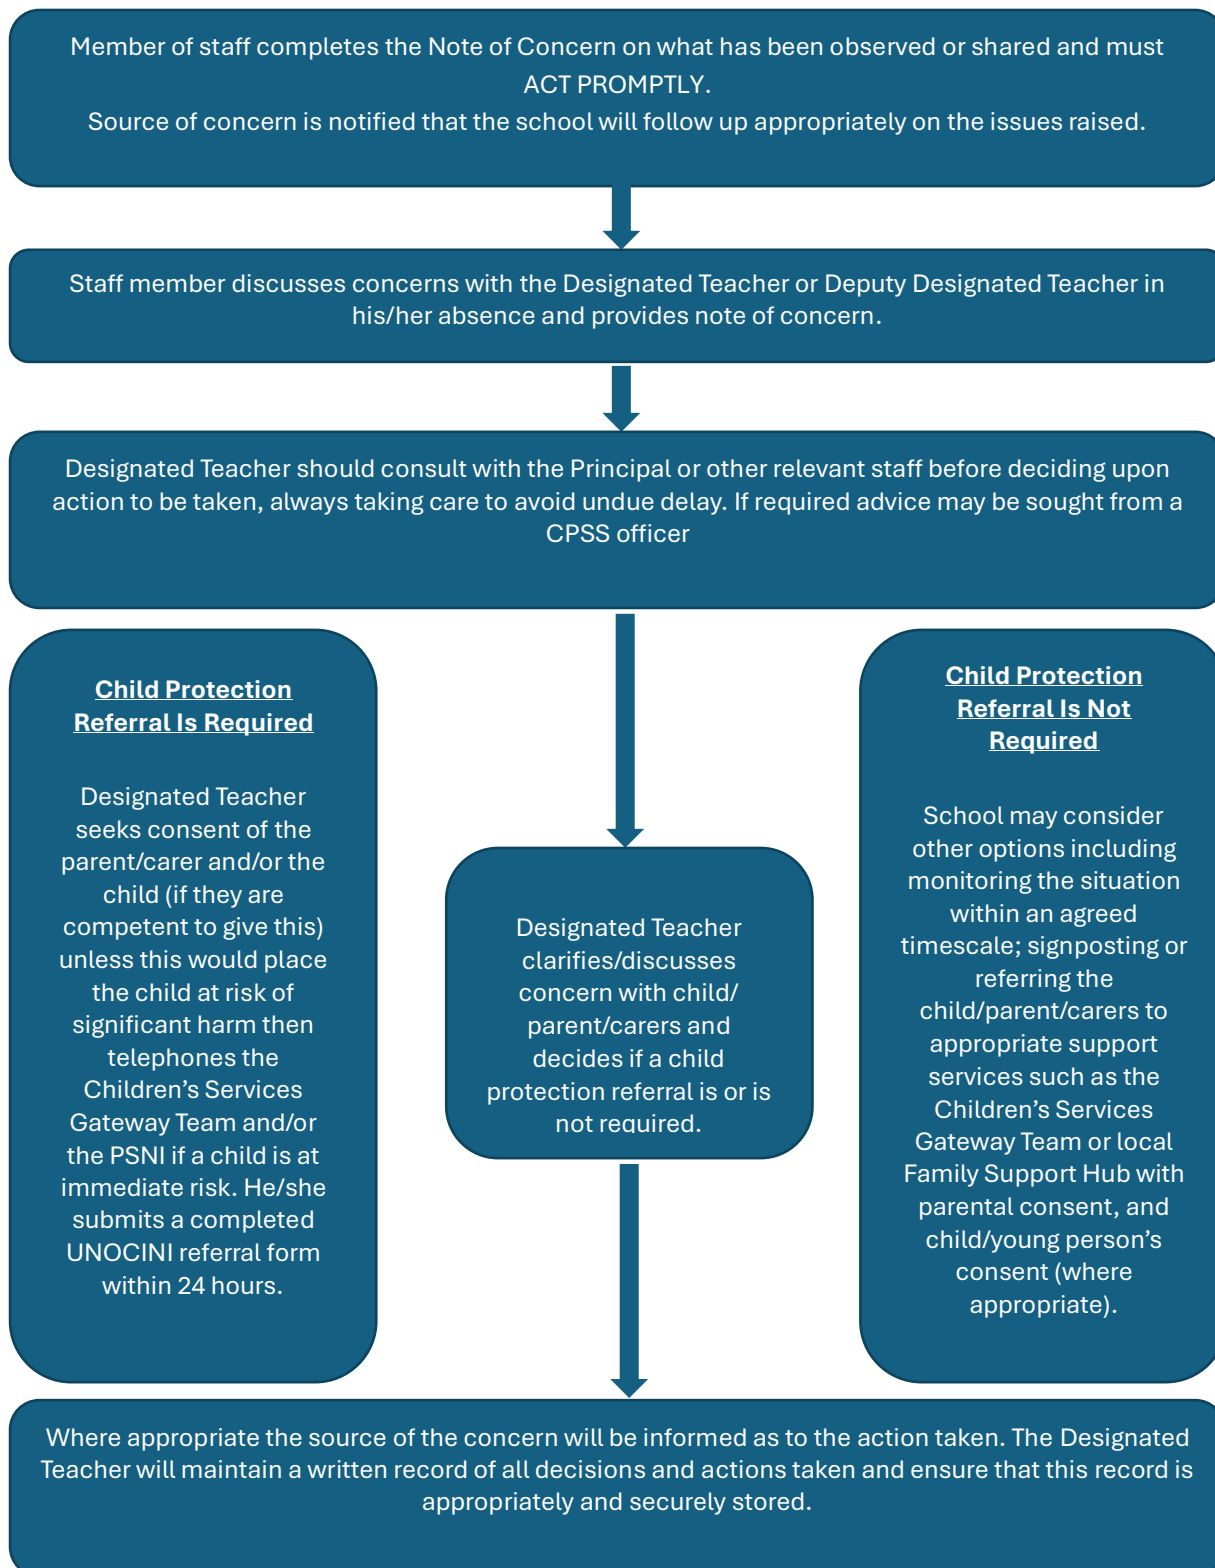 Member of staff completes the Note of Concern on what has been observed or shared and must
ACT PROMPTLY.
Source of concern is notified that the school will follow up appropriately on the issues raised.
Staff member discusses concerns with the Designated Teacher or Deputy Designated Teacher in
his/her absence and provides note of concern.
Designated Teacher should consult with the Principal or other relevant staff before deciding upon
action to be taken, always taking care to avoid undue delay. If required advice may be sought from a
CPSS officer
Child Protection
Referral Is Required
Designated Teacher
seeks consent of the
parent/carer and/or the
child (if they are
competent to give this)
unless this would place
the child at risk of
significant harm then
telephones the
Children’s Services
Gateway Team and/or
the PSNI if a child is at
immediate risk. He/she
submits a completed
UNOCINI referral form
within 24 hours.
Designated Teacher
clarifies/discusses
concern with child/
parent/carers and
decides if a child
protection referral is or is
not required.
Child Protection
Referral Is Not
Required
School may consider
other options including
monitoring the situation
within an agreed
timescale; signposting or
referring the
child/parent/carers to
appropriate support
services such as the
Children’s Services
Gateway Team or local
Family Support Hub with
parental consent, and
child/young person’s
consent (where
appropriate).
Where appropriate the source of the concern will be informed as to the action taken. The Designated
Teacher will maintain a written record of all decisions and actions taken and ensure that this record is
appropriately and securely stored.